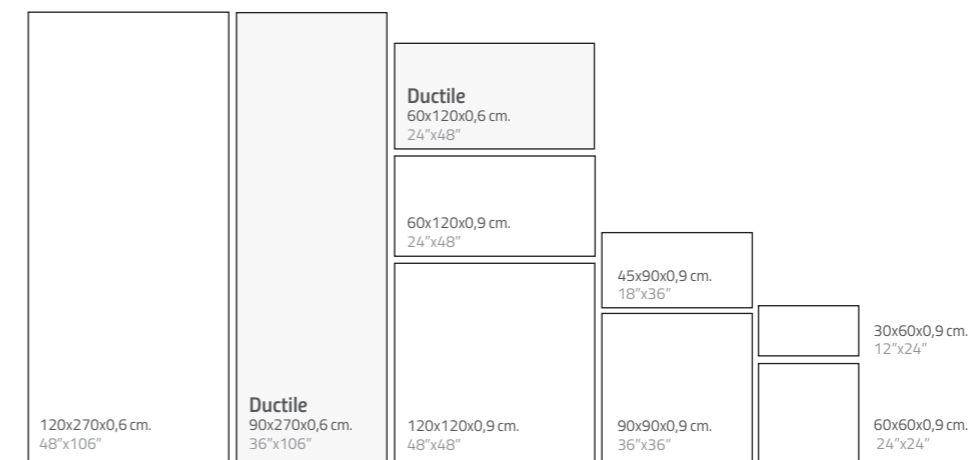 120x270x0,6 cm.
48"x106"
Ductile
90x270x0,6 cm.
36"x106"
Ductile
60x120x0,6 cm.
24"x48"
60x120x0,9 cm.
24"x48"
120x120x0,9 cm.
48"x48"
45x90x0,9 cm.
18"x36"
90x90x0,9 cm.
36"x36"
30x60x0,9 cm.
12"x24"
60x60x0,9 cm.
24"x24"